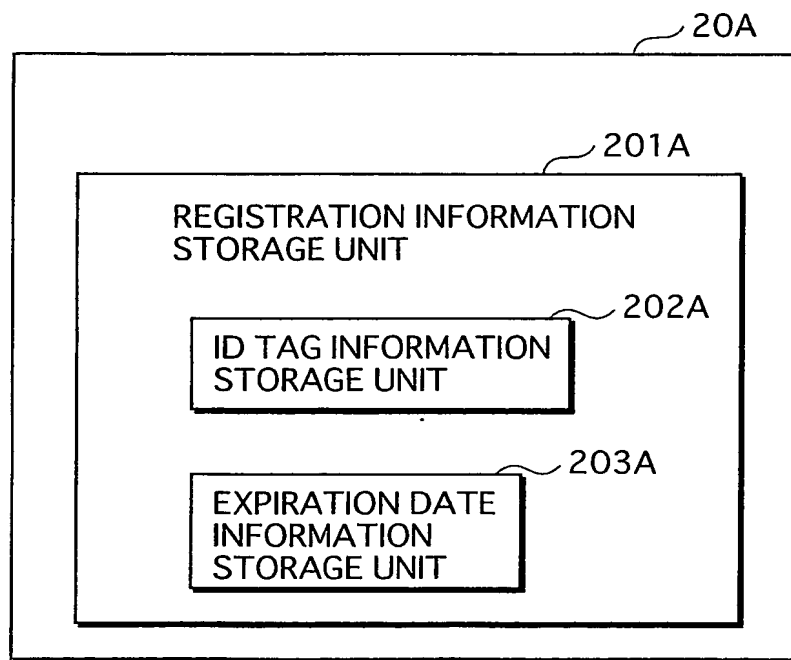 20A
201A
REGISTRATION INFORMATION
STORAGE UNIT
202A
ID TAG INFORMATION
STORAGE UNIT
203A
EXPIRATION DATE
INFORMATION
STORAGE UNIT